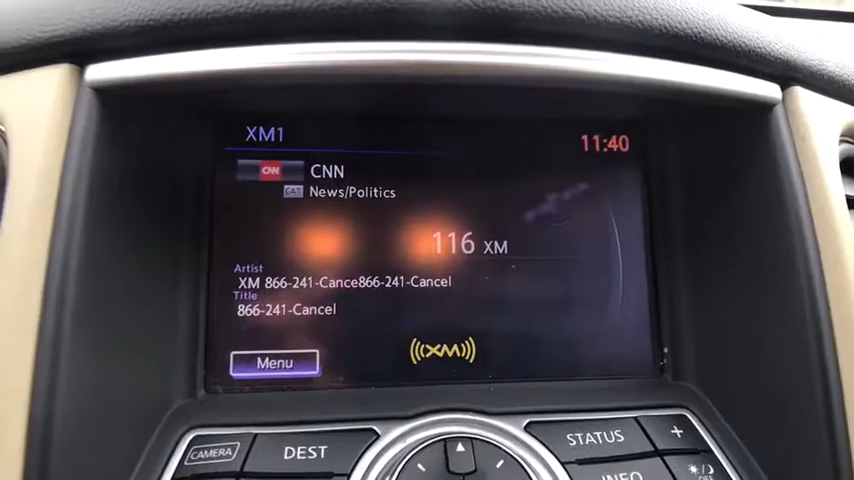 XM1
11:40
CNN CNN
CAT News/Politics
116 XM
Artist
XM 866-241-Cance866-241-Cancel
Title
866-241-Cancel
Menu
XM
CAMERA DEST STATUS +
INFO OFF